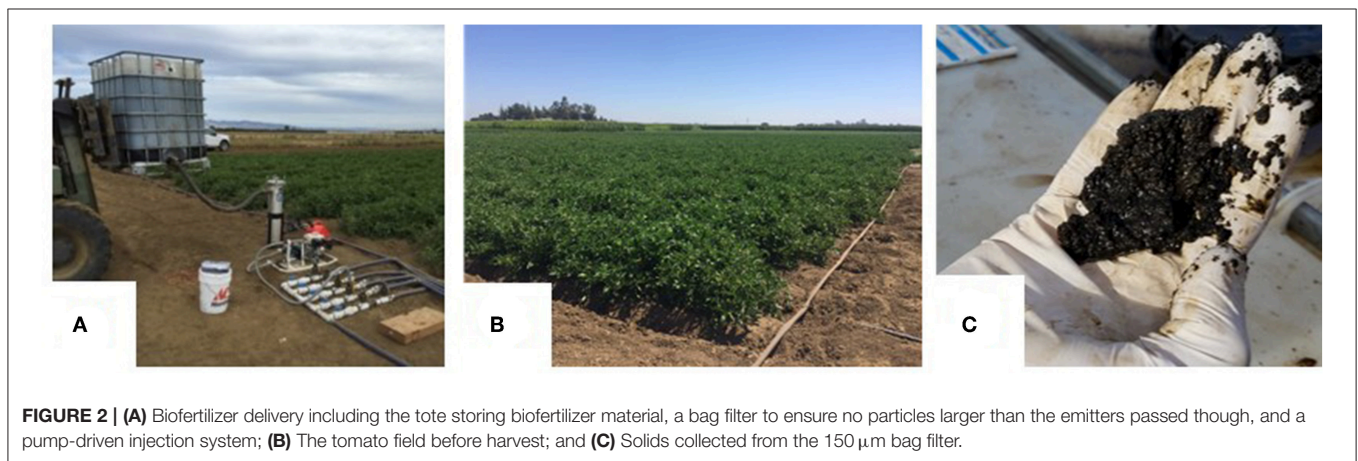 A
B
C
FIGURE 2 | (A) Biofertilizer delivery including the tote storing biofertilizer material, a bag filter to ensure no particles larger than the emitters passed though, and a
pump-driven injection system; (B) The tomato field before harvest; and (C) Solids collected from the 150 μm bag filter.